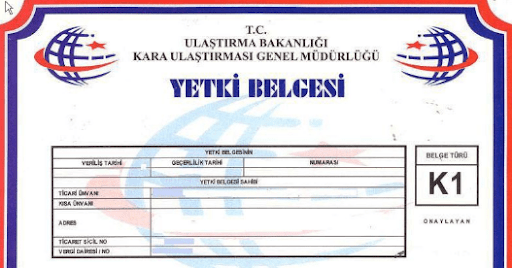 T.C.
ULAŞTIRMA BAKANLIĞI
KARA ULAŞTIRMASI GENEL MÜDÜRLÜĞÜ
YETKİ BELGESİ
YETKİ BELGESİNİN
VERİLİŞ TARİHİ GEÇERLİLİK TARİHİ NUMARASI
YETKİ BELGESİ SAHİBİ
TİCARİ ÜNVANI
KISA ÜNVANI
ADRES
TİCARET SİCİL NO
VERGİ DAİRESİ / NO
BELGE TÜRÜ
K1
ONAYLAYAN